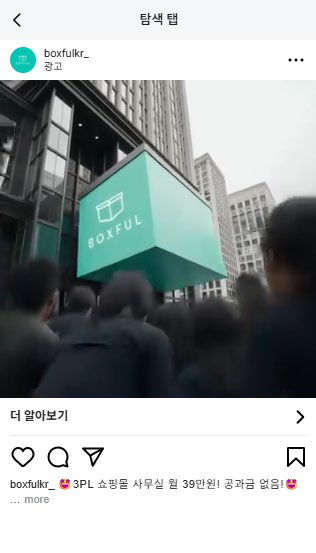 탐색 탭
boxfulkr_
광고
BOXFUL
더 알아보기
boxfulkr_ 🤩3PL 쇼핑몰 사무실 월 39만원! 공과금 없음!🤩
... more